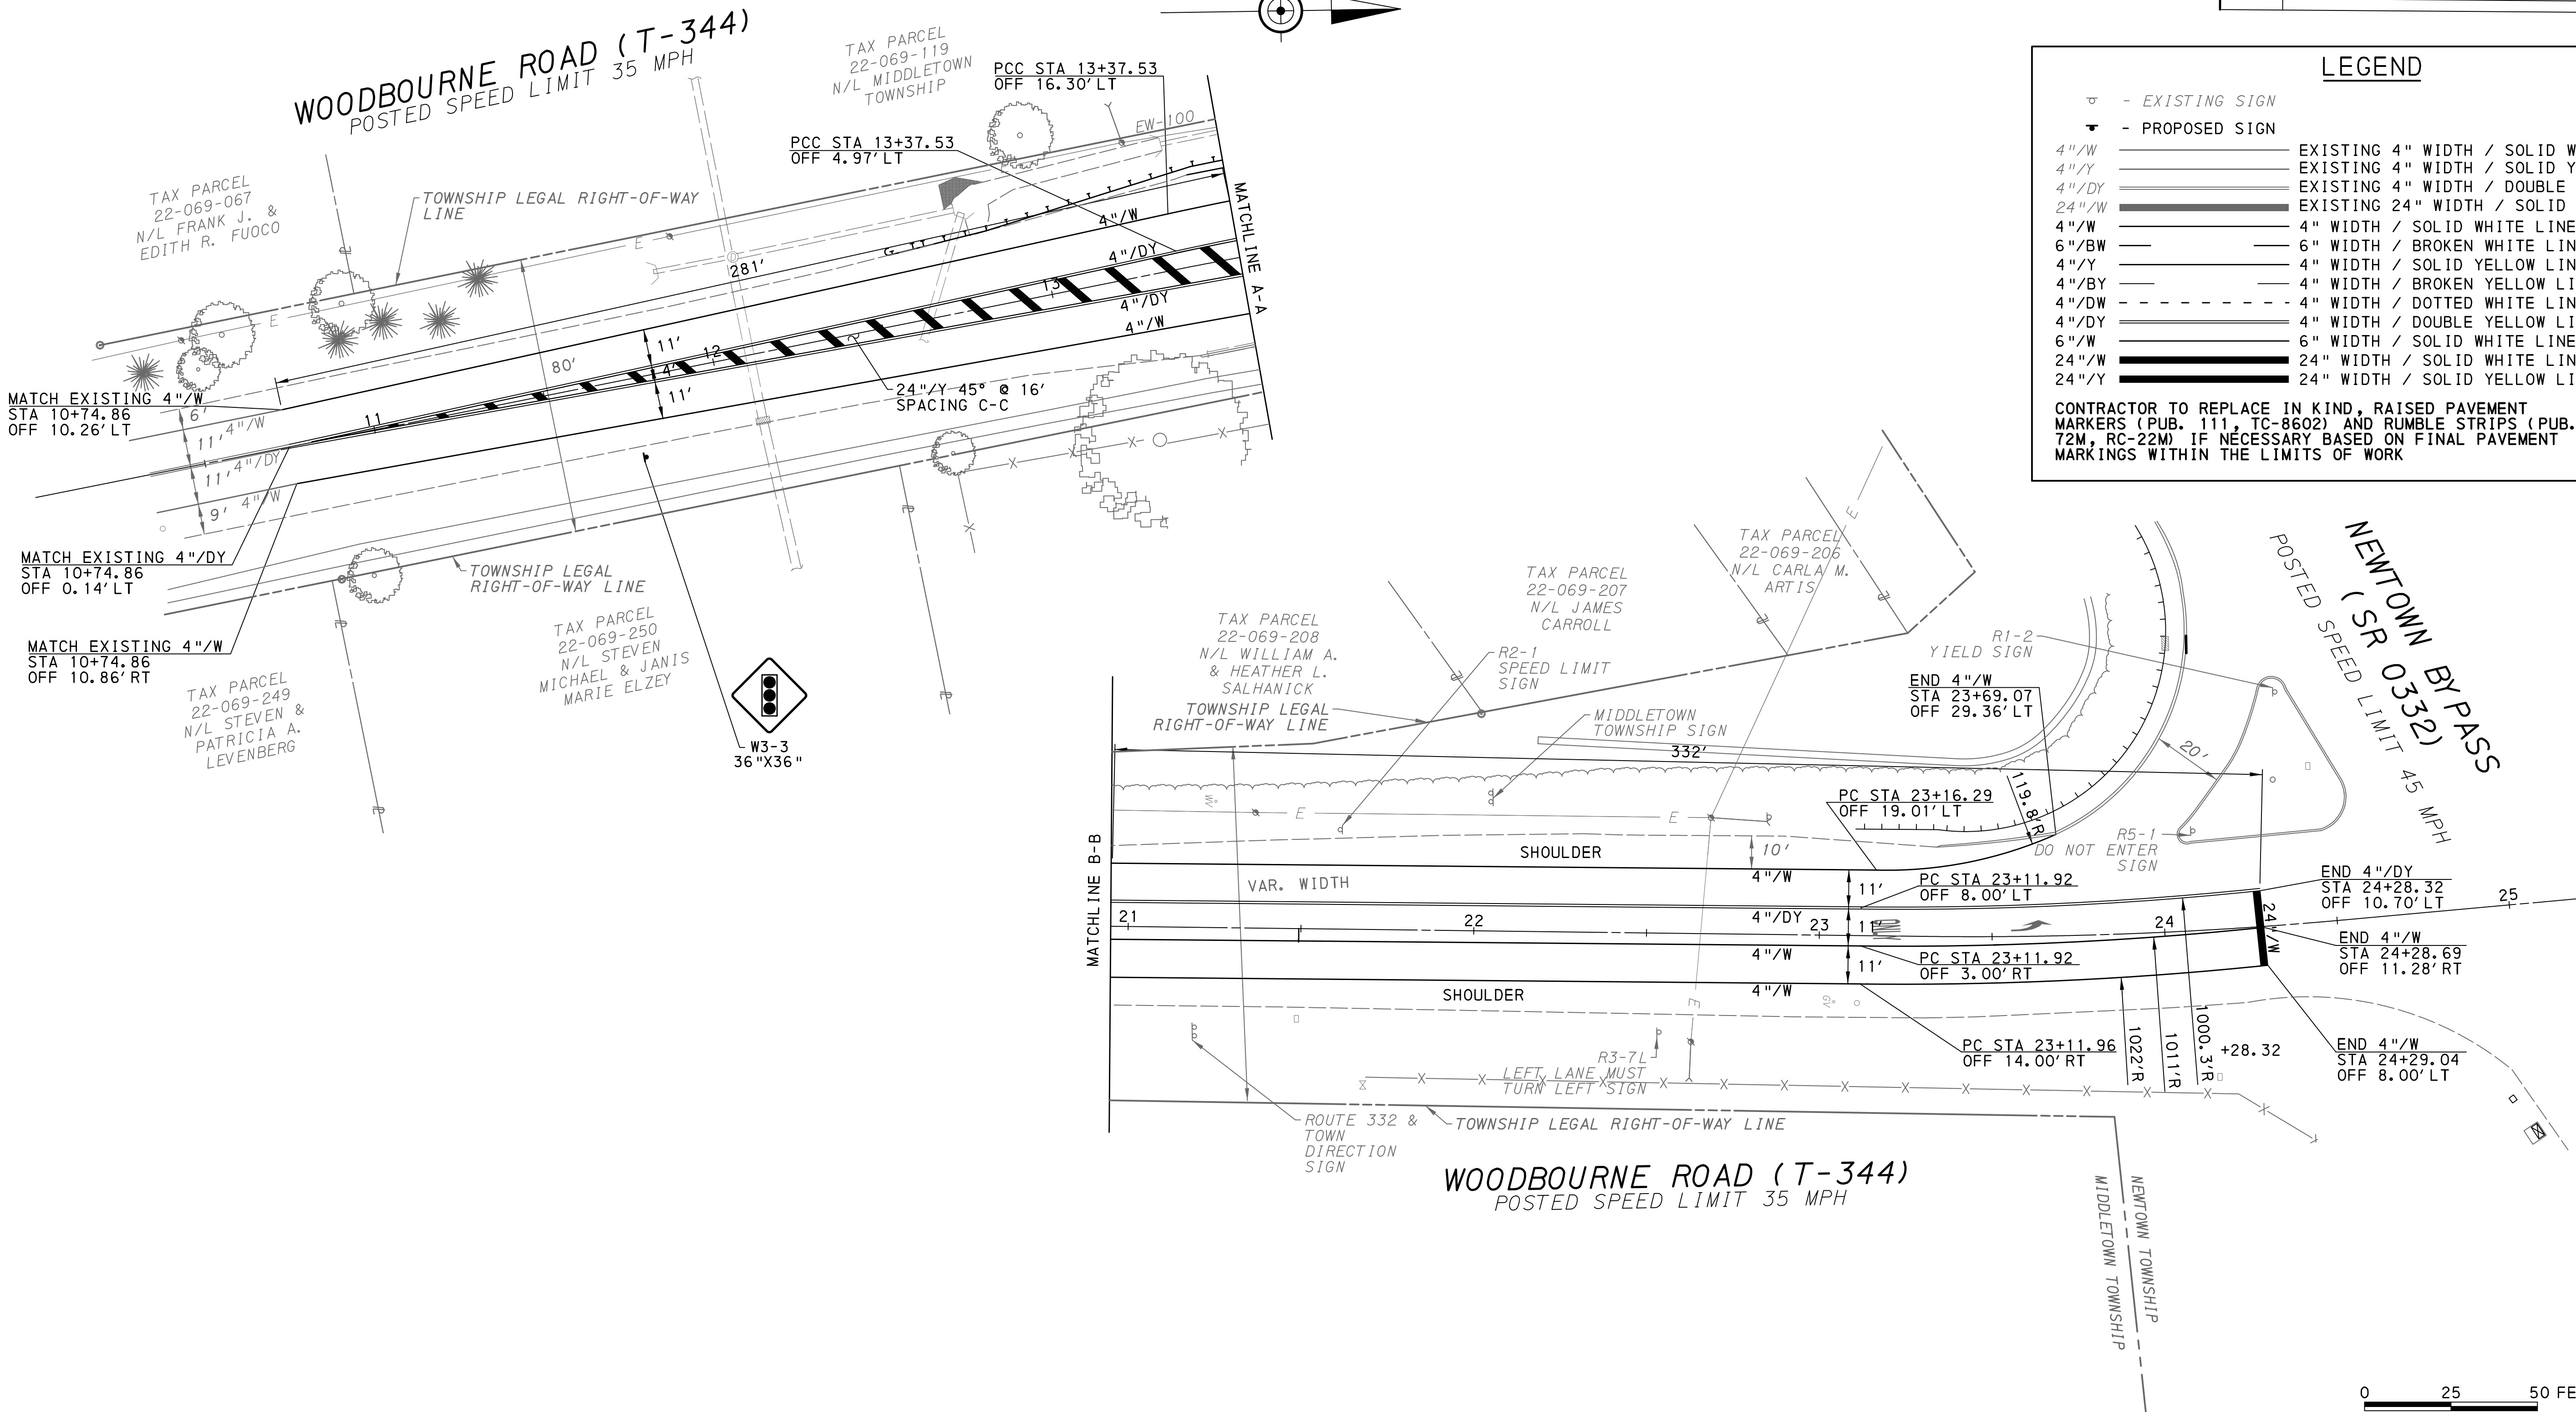 WOODBOURNE ROAD (T-344)
POSTED SPEED LIMIT 35 MPH
TAX PARCEL
22-069-119
N/L MIDDLETOWN
TOWNSHIP
PCC STA 13+37.53
OFF 16.30'LT
PCC STA 13+37.53
OFF 4.97'LT
EW-100
TAX PARCEL
22-069-067
N/L FRANK J. &
EDITH R. FUOCO
TOWNSHIP LEGAL RIGHT-OF-WAY
LINE
E
E
281'
G
4"/W
4"/DY
13
4"/DY
4"/W
MATCHLINE A-A
80'
11'
12
4'
11'
24"/Y 45° @ 16'
SPACING C-C
11
MATCH EXISTING 4"/W
STA 10+74.86
OFF 10.26'LT
6'
11'
4"/W
4"/DY
11'
4"/W
9'
MATCH EXISTING 4"/DY
STA 10+74.86
OFF 0.14'LT
MATCH EXISTING 4"/W
STA 10+74.86
OFF 10.86'RT
TOWNSHIP LEGAL
RIGHT-OF-WAY LINE
TAX PARCEL
22-069-249
N/L STEVEN &
PATRICIA A.
LEVENBERG
TAX PARCEL
22-069-250
N/L STEVEN
MICHAEL & JANIS
MARIE ELZEY
W3-3
36"X36"
X
X
X
X
LEGEND
- EXISTING SIGN
- PROPOSED SIGN
4"/W EXISTING 4" WIDTH / SOLID W
4"/Y EXISTING 4" WIDTH / SOLID Y
4"/DY EXISTING 4" WIDTH / DOUBLE
24"/W EXISTING 24" WIDTH / SOLID
4"/W 4" WIDTH / SOLID WHITE LINE
6"/BW 6" WIDTH / BROKEN WHITE LIN
4"/Y 4" WIDTH / SOLID YELLOW LIN
4"/BY 4" WIDTH / BROKEN YELLOW LI
4"/DW 4" WIDTH / DOTTED WHITE LIN
4"/DY 4" WIDTH / DOUBLE YELLOW LI
6"/W 6" WIDTH / SOLID WHITE LINE
24"/W 24" WIDTH / SOLID WHITE LINE
24"/Y 24" WIDTH / SOLID YELLOW LI
CONTRACTOR TO REPLACE IN KIND, RAISED PAVEMENT
MARKERS (PUB. 111, TC-8602) AND RUMBLE STRIPS (PUB.
72M, RC-22M) IF NECESSARY BASED ON FINAL PAVEMENT
MARKINGS WITHIN THE LIMITS OF WORK
NEWTOWN BYPASS
(SR 0332)
POSTED SPEED LIMIT 45 MPH
TAX PARCEL
22-069-206
N/L CARLA M.
ARTIS
E
TAX PARCEL
22-069-207
N/L JAMES
CARROLL
TAX PARCEL
22-069-208
N/L WILLIAM A.
& HEATHER L.
SALHANICK
TOWNSHIP LEGAL
RIGHT-OF-WAY LINE
R2-1
SPEED LIMIT
SIGN
MIDDLETOWN
TOWNSHIP SIGN
R1-2
YIELD SIGN
END 4"/W
STA 23+69.07
OFF 29.36'LT
20'
332'
PC STA 23+16.29
OFF 19.01'LT
119.8'R
R5-1
DO NOT ENTER
SIGN
E
E
SHOULDER
10'
MATCHLINE B-B
VAR. WIDTH
4"/W
11'
PC STA 23+11.92
OFF 8.00'LT
END 4"/DY
STA 24+28.32
OFF 10.70'LT
21
22
4"/DY
23
11'
24
24"/W
25
4"/W
11'
PC STA 23+11.92
OFF 3.00'RT
END 4"/W
STA 24+28.69
OFF 11.28'RT
SHOULDER
4"/W
E
PC STA 23+11.96
OFF 14.00'RT
1022'R
1011'R
1000.3'R
+28.32
END 4"/W
STA 24+29.04
OFF 8.00'LT
R3-7L
LEFT LANE MUST
TURN LEFT SIGN
X X X X X X X X X X X X X X X
ROUTE 332 &
TOWN
DIRECTION
SIGN
TOWNSHIP LEGAL RIGHT-OF-WAY LINE
WOODBOURNE ROAD (T-344)
POSTED SPEED LIMIT 35 MPH
MIDDLETOWN TOWNSHIP
NEWTOWN TOWNSHIP
0 25 50 FE